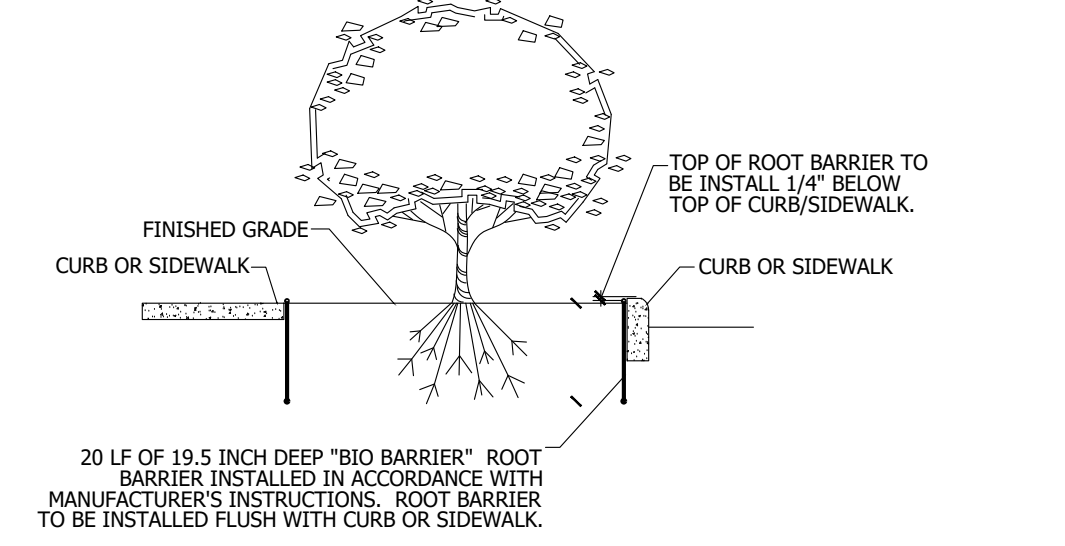 TOP OF ROOT BARRIER TO
BE INSTALL 1/4" BELOW
TOP OF CURB/SIDEWALK.
FINISHED GRADE
CURB OR SIDEWALK
CURB OR SIDEWALK
20 LF OF 19.5 INCH DEEP "BIO BARRIER" ROOT
BARRIER INSTALLED IN ACCORDANCE WITH
MANUFACTURER'S INSTRUCTIONS. ROOT BARRIER
TO BE INSTALLED FLUSH WITH CURB OR SIDEWALK.